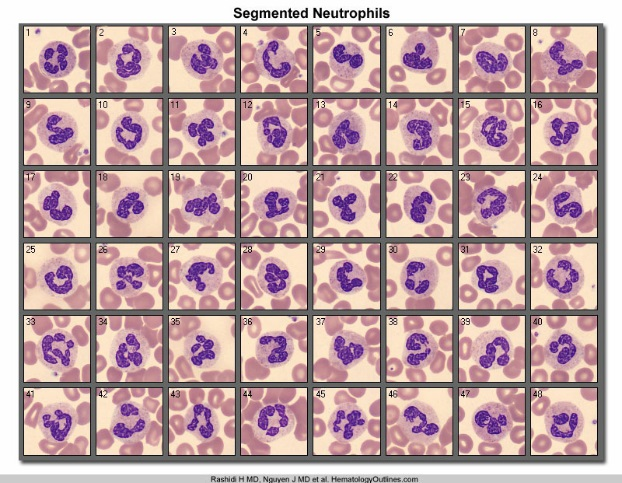 Segmented Neutrophils
1 2 3 4 5 6 7 8
9 10 11 12 13 14 15 16
17 18 19 20 21 22 23 24
25 26 27 28 29 30 31 32
33 34 35 36 37 38 39 40
41 42 43 44 45 46 47 48
Rashidi H MD, Nguyen J MD et al. HematologyOutlines.com